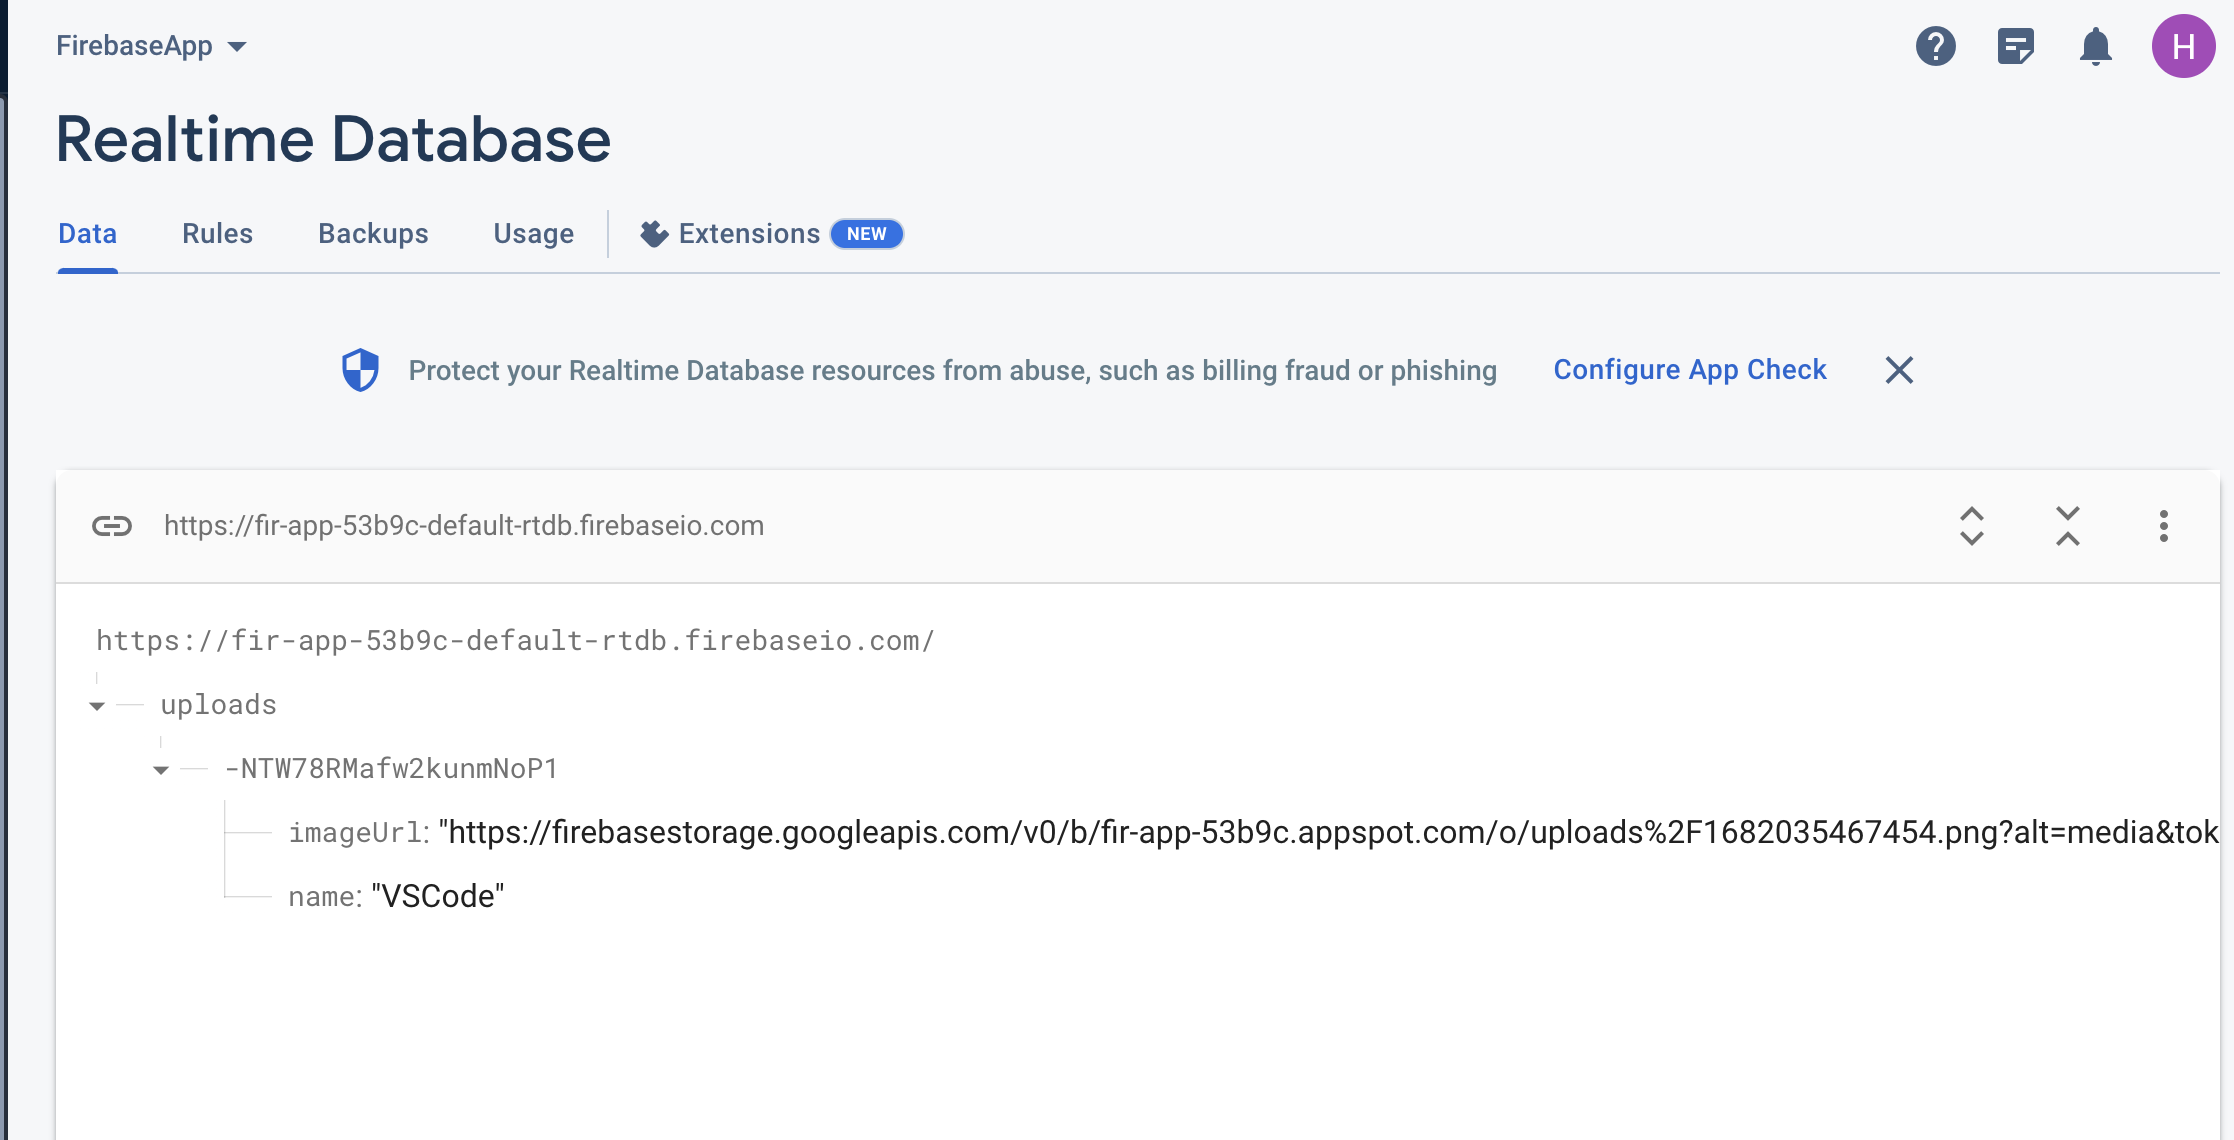 FirebaseApp
H
Realtime Database
Data Rules Backups Usage Extensions NEW
Protect your Realtime Database resources from abuse, such as billing fraud or phishing Configure App Check
https://fir-app-53b9c-default-rtdb.firebaseio.com
https://fir-app-53b9c-default-rtdb.firebaseio.com/
uploads
-NTW78RMafw2kunmNoP1
imageUrl: "https://firebasestorage.googleapis.com/v0/b/fir-app-53b9c.appspot.com/o/uploads%2F1682035467454.png?alt=media&tok
name: "VSCode"